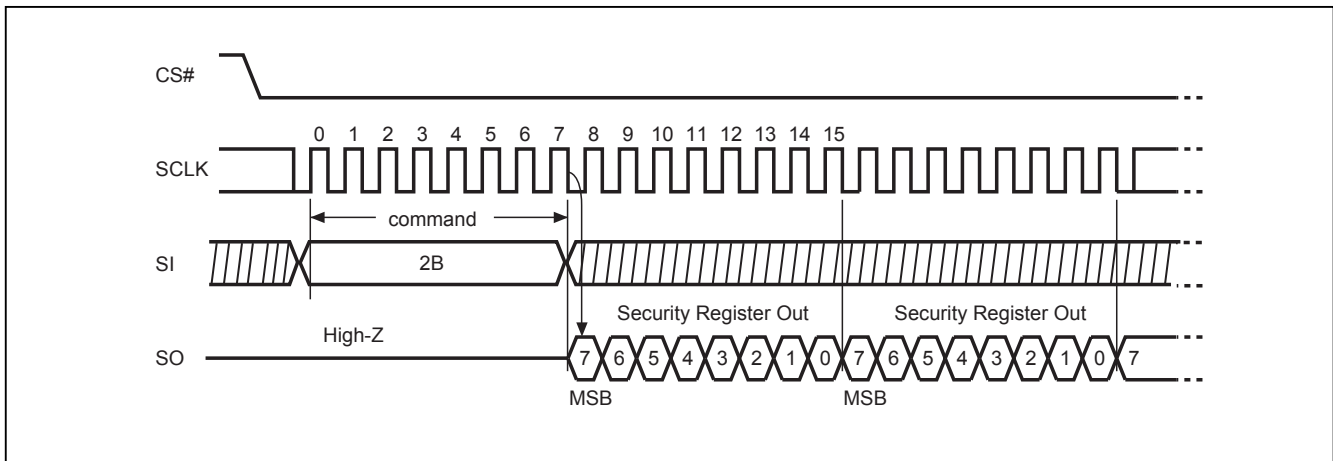 CS#
0 1 2 3 4 5 6 7 8 9 10 11 12 13 14 15
SCLK
command
SI
2B
Security Register Out Security Register Out
High-Z
SO
7 6 5 4 3 2 1 0 7 6 5 4 3 2 1 0 7
MSB MSB